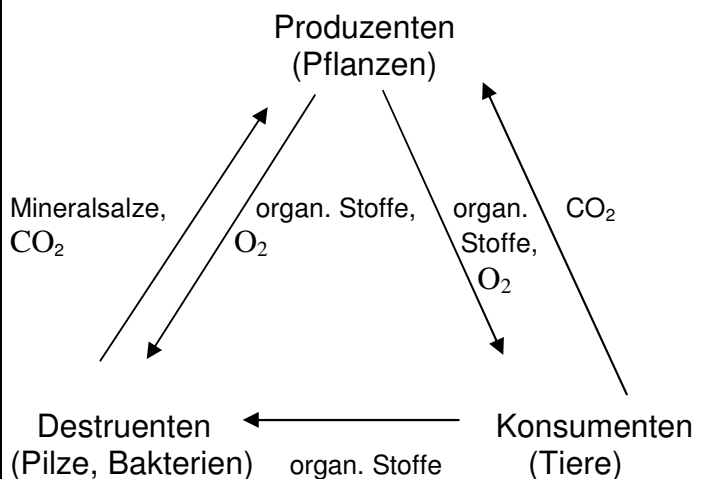 Produzenten
(Pflanzen)
Mineralsalze,
CO₂
organ. Stoffe,
O₂
organ.
Stoffe,
O₂
CO₂
Destruenten
(Pilze, Bakterien)
organ. Stoffe
Konsumenten
(Tiere)